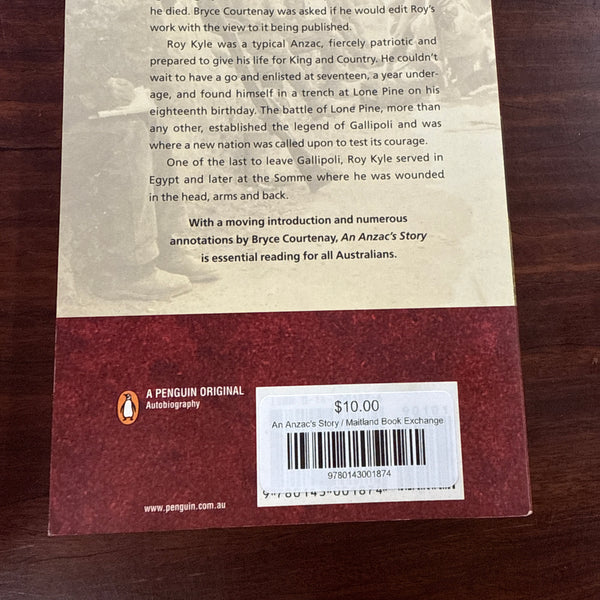 he died. Bryce Courtenay was asked if he would edit Roy's
work with the view to it being published.
Roy Kyle was a typical Anzac, fiercely patriotic and
prepared to give his life for King and Country. He couldn't
wait to have a go and enlisted at seventeen, a year under-
age, and found himself in a trench at Lone Pine on his
eighteenth birthday. The battle of Lone Pine, more than
any other, established the legend of Gallipoli and was
where a new nation was called upon to test its courage.
One of the last to leave Gallipoli, Roy Kyle served in
Egypt and later at the Somme where he was wounded
in the head, arms and back.
With a moving introduction and numerous
annotations by Bryce Courtenay, An Anzac's Story
is essential reading for all Australians.
A PENGUIN ORIGINAL
Autobiography
$10.00
An Anzac's Story / Maitland Book Exchange
9780143001874
9 780143 001874
www.penguin.com.au